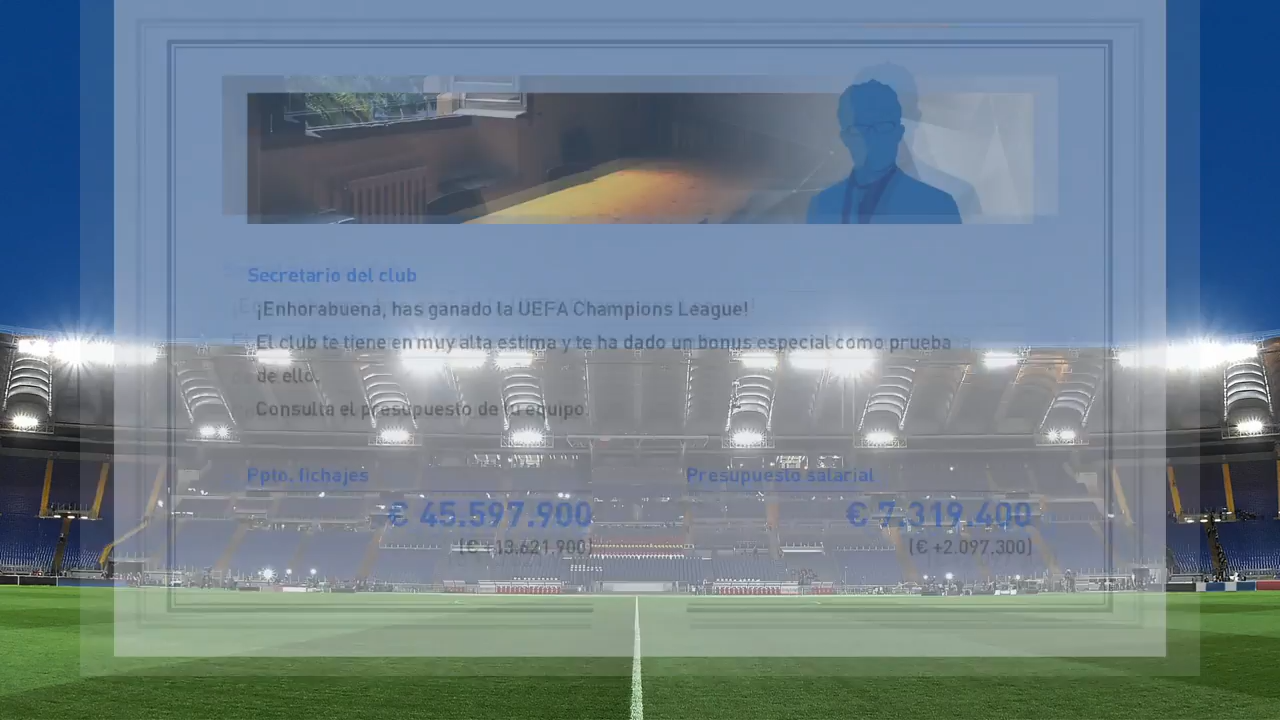 Secretario del club
¡Enhorabuena, has ganado la UEFA Champions League!
El club te tiene en muy alta estima y te ha dado un bonus especial como prueba
de ello.
Consulta el presupuesto de tu equipo.
Ppto. fichajes
€ 45.597.900
(€ +13.621.900)
Presupuesto salarial
€ 7.319.400
(€ +2.097.300)